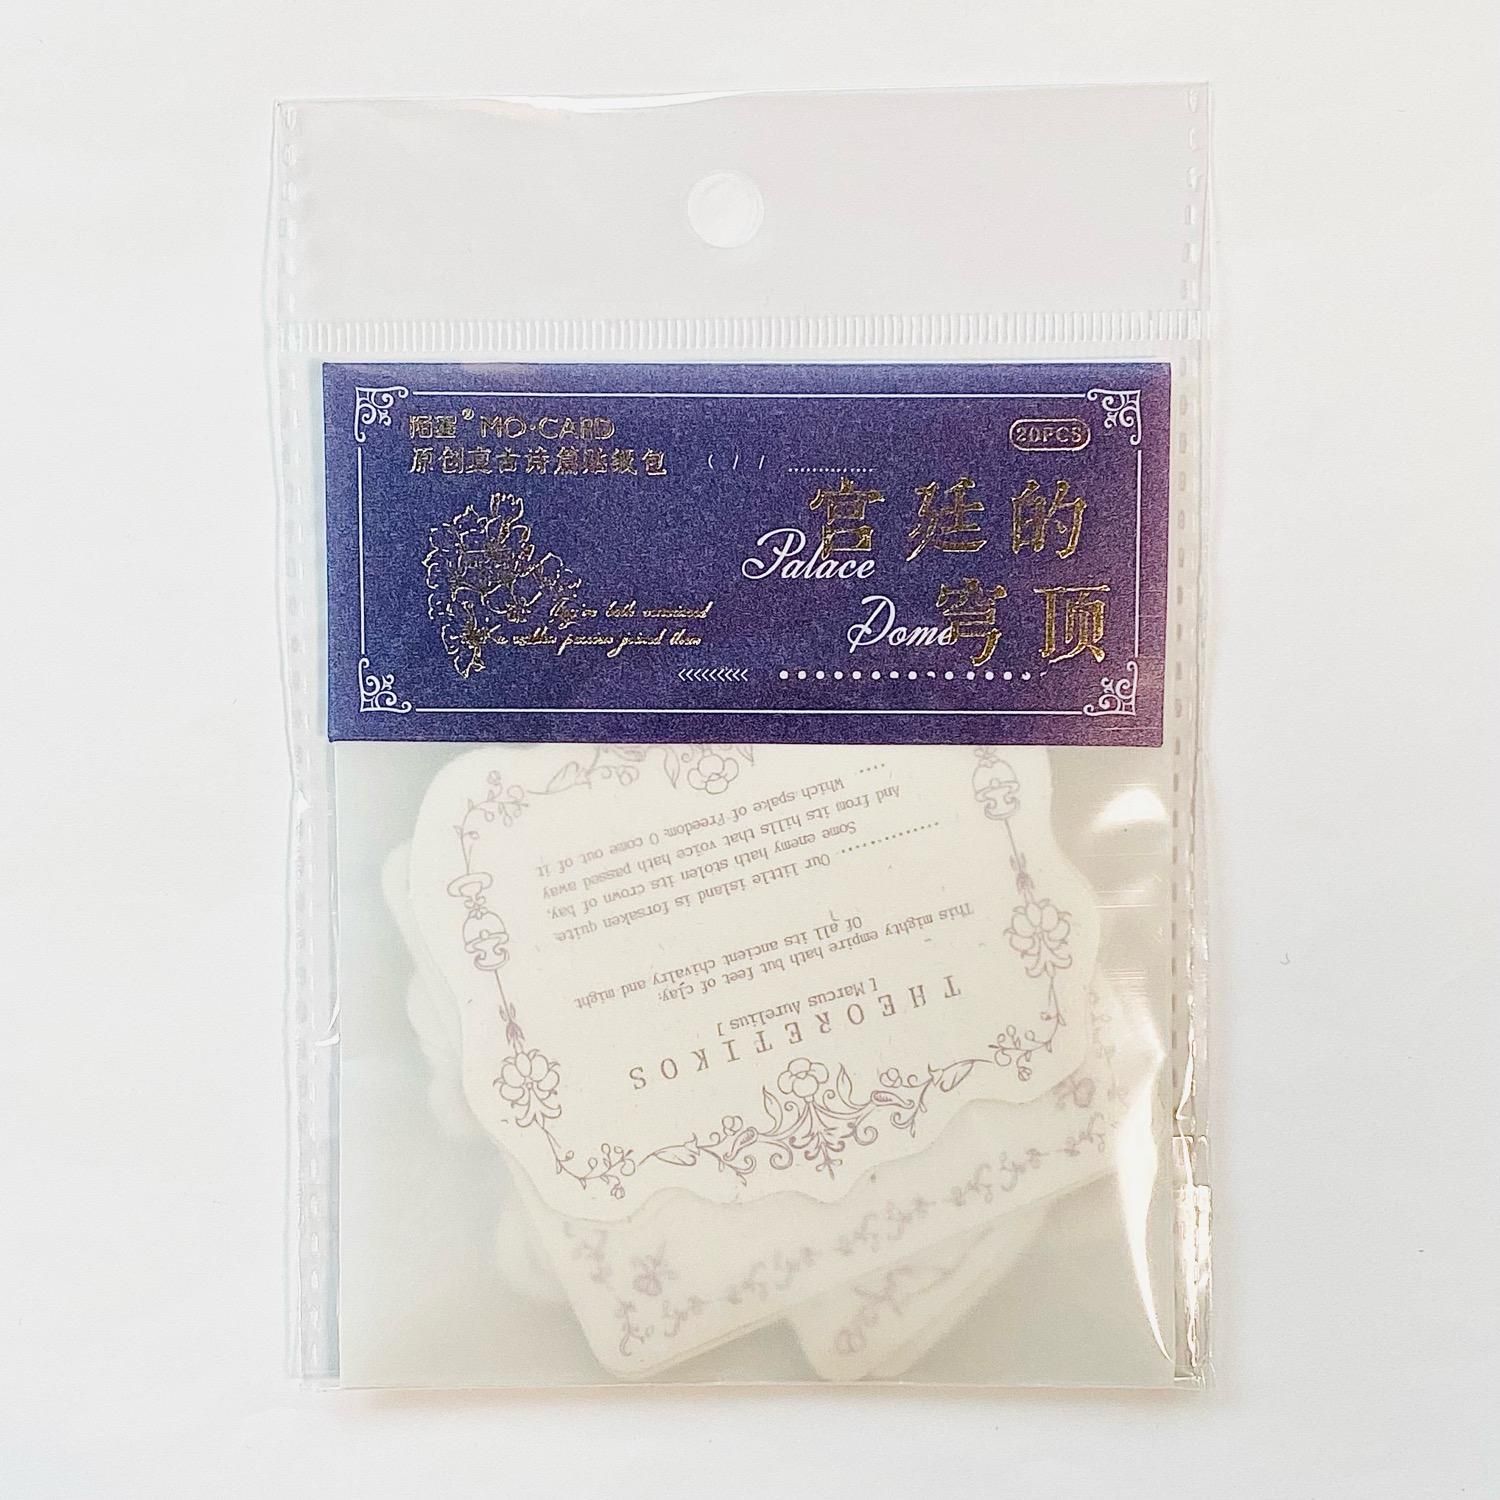 陌墨® MO·CARD
原创复古诗篇贴纸包
20PCS
宫廷的
穹顶
Palace
Dome
THEORETIKOS
[ Marcus Aurelius ]
This mighty empire hath but feet of clay;
Of all its ancient chivalry and might
Our little island is forsaken quite.
Some enemy hath stolen its crown of bay,
And from its hills that voice hath passed away
Which spake of Freedom: O come out of it